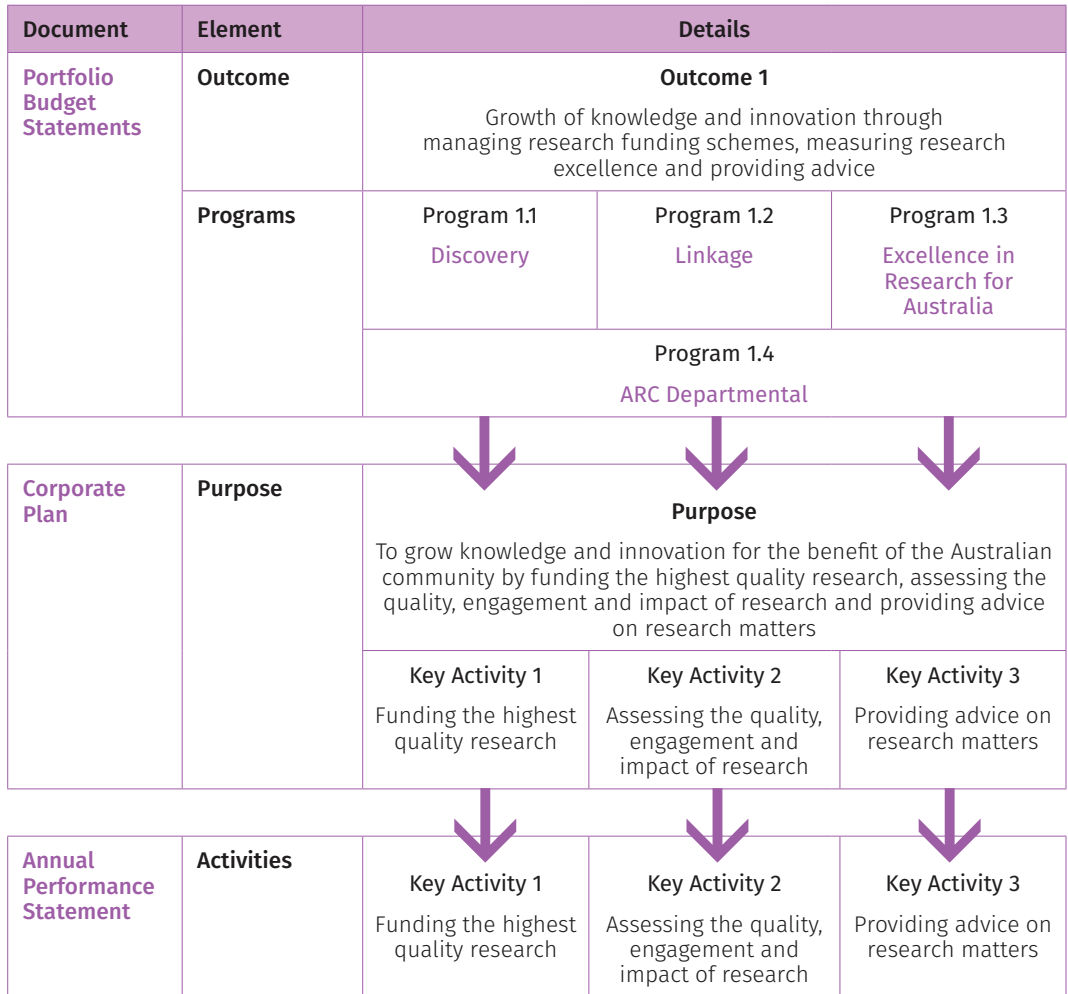 Document Element Details
Portfolio
Budget
Statements
Outcome
Outcome 1
Growth of knowledge and innovation through
managing research funding schemes, measuring research
excellence and providing advice
Programs
Program 1.1
Discovery
Program 1.2
Linkage
Program 1.3
Excellence in
Research for
Australia
Program 1.4
ARC Departmental
Corporate
Plan
Purpose
Purpose
To grow knowledge and innovation for the benefit of the Australian
community by funding the highest quality research, assessing the
quality, engagement and impact of research and providing advice
on research matters
Key Activity 1
Funding the highest
quality research
Key Activity 2
Assessing the quality,
engagement and
impact of research
Key Activity 3
Providing advice on
research matters
Annual
Performance
Statement
Activities
Key Activity 1
Funding the highest
quality research
Key Activity 2
Assessing the quality,
engagement and
impact of research
Key Activity 3
Providing advice on
research matters